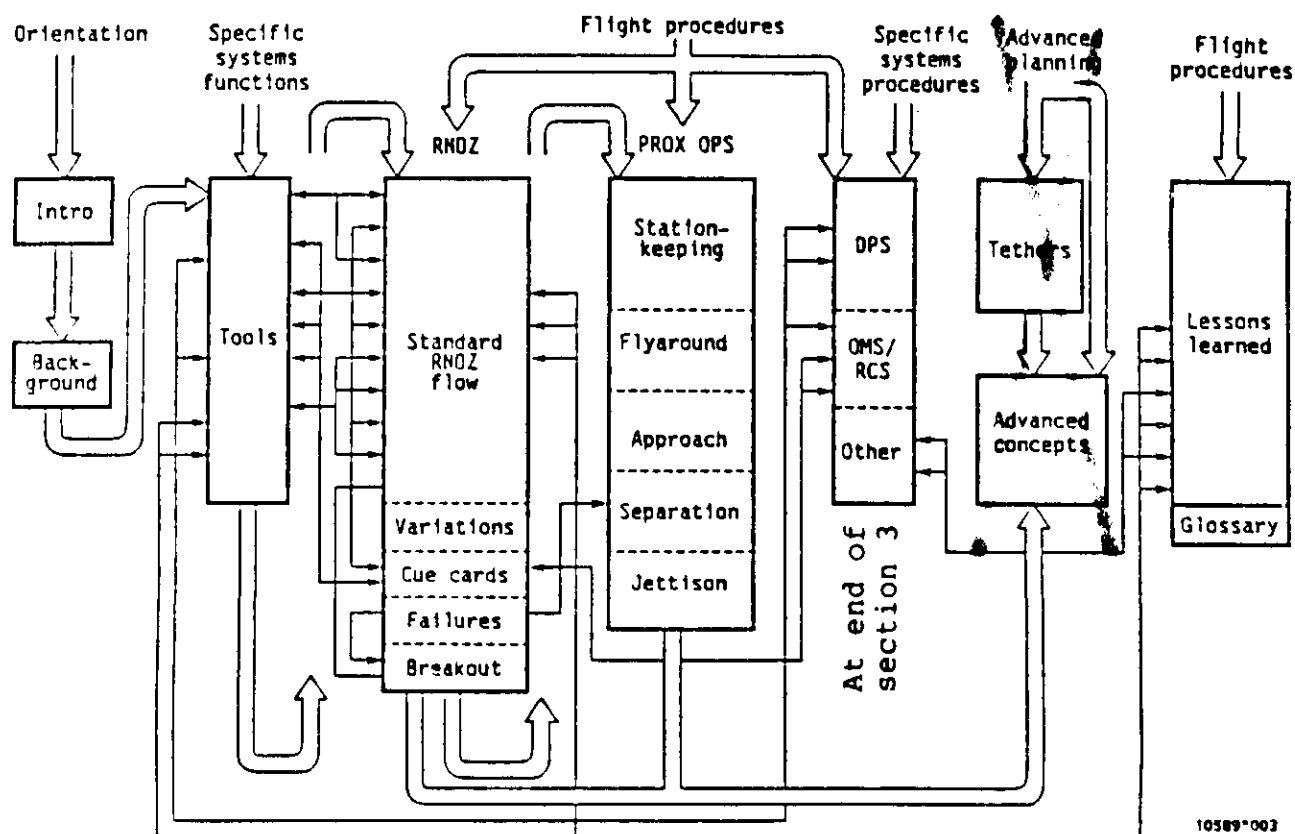 Orientation
Specific
systems
functions
Flight procedures
Specific
systems
procedures
Advanced
planning
Flight
procedures
RNDZ
PROX OPS
Intro
Back-
ground
Tools
Standard
RNDZ
flow
Variations
Cue cards
Failures
Breakout
Station-
keeping
Flyaround
Approach
Separation
Jettison
DPS
OMS/
RCS
Other
At end of
section 3
Tethers
Advanced
concepts
Lessons
learned
Glossary
10589*003